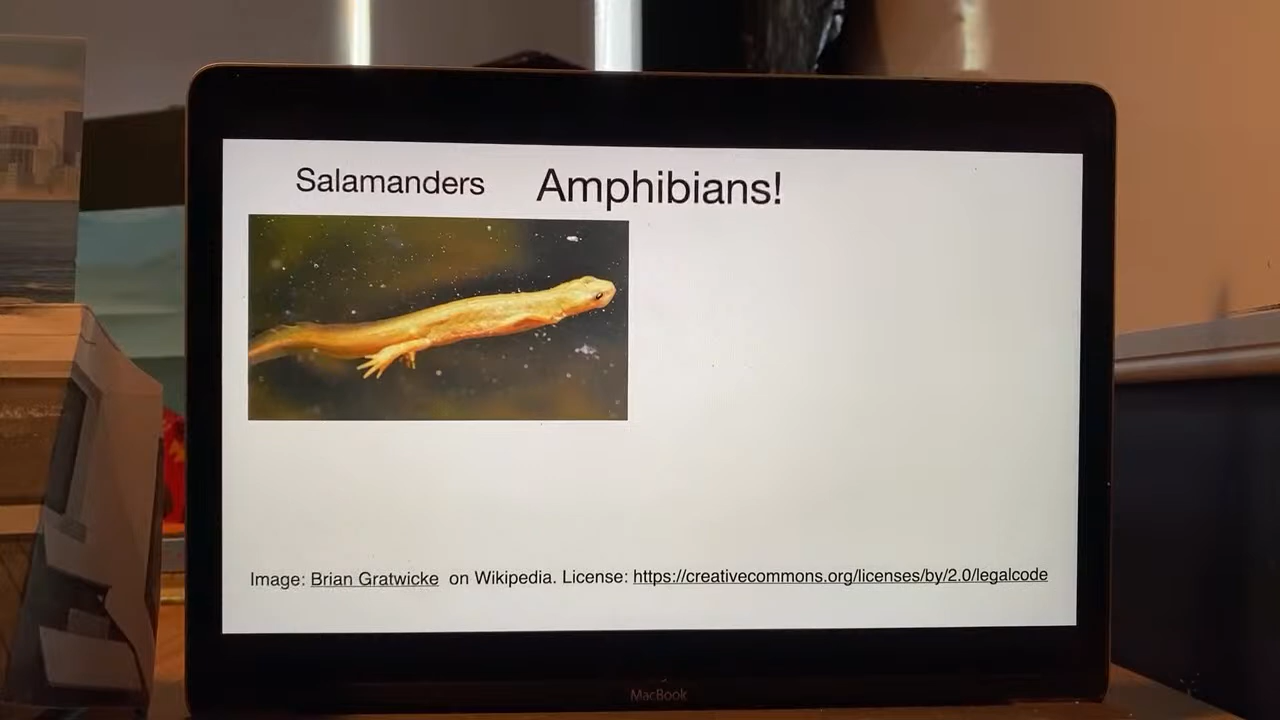 Salamanders
Amphibians!
Image: Brian Gratwicke on Wikipedia. License: https://creativecommons.org/licenses/by/2.0/legalcode
MacBook